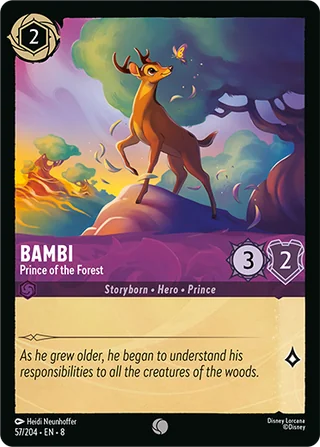 2
BAMBI
Prince of the Forest
3
2
Storyborn • Hero • Prince
As he grew older, he began to understand his
responsibilities to all the creatures of the woods.
Heidi Neunhoffer
57/204 • EN • 8
Disney Lorcana
©Disney